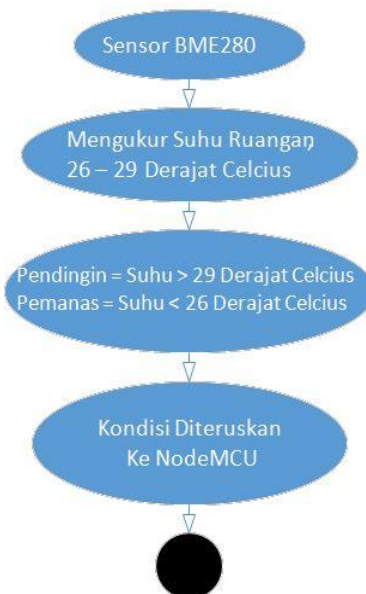 Sensor BME280
Mengukur Suhu Ruangan,
26 – 29 Derajat Celcius
Pendingin = Suhu > 29 Derajat Celcius
Pemanas = Suhu < 26 Derajat Celcius
Kondisi Diteruskan
Ke NodeMCU